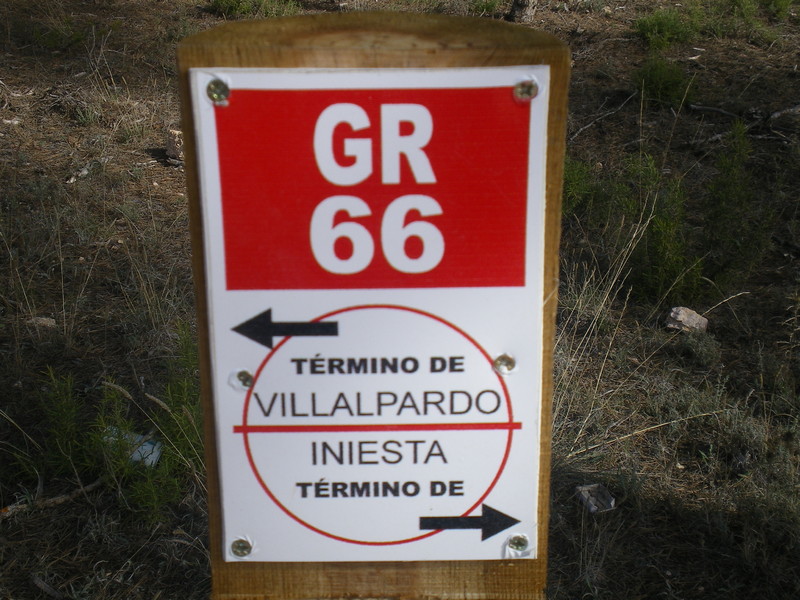 GR
66
TÉRMINO DE
VILLALPARDO
INIESTA
TÉRMINO DE